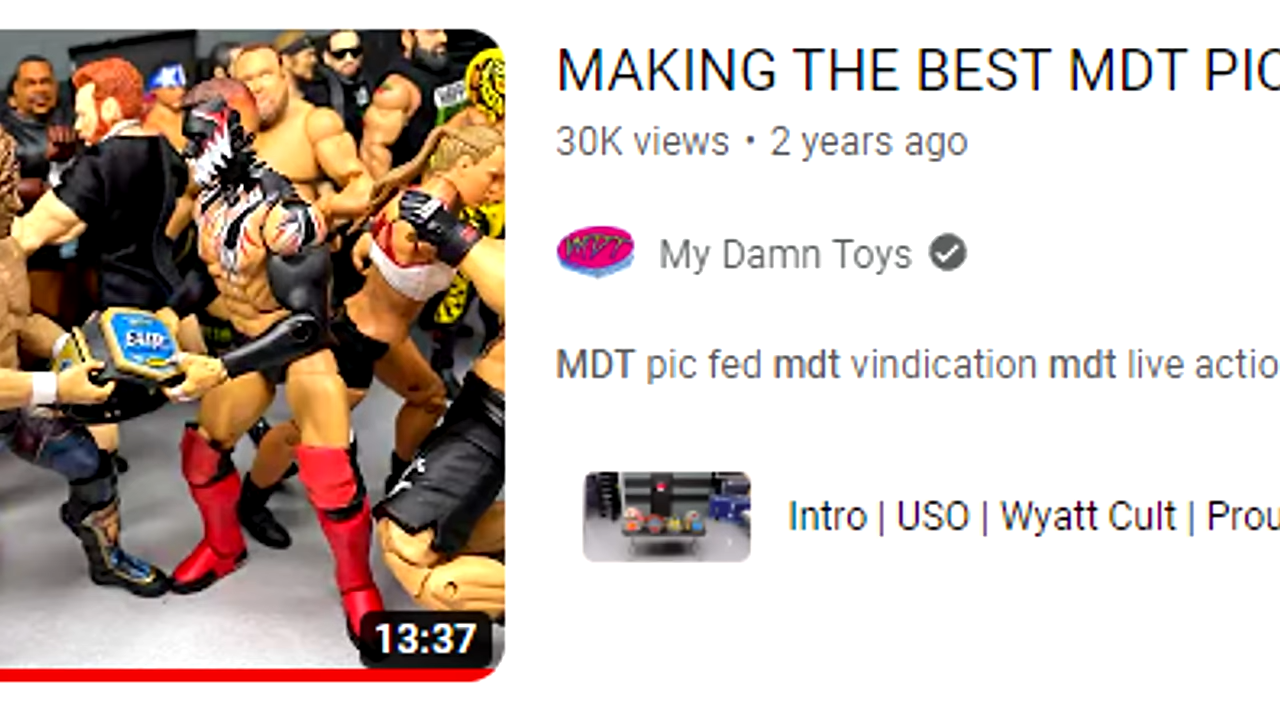 MAKING THE BEST MDT PIC
30K views • 2 years ago
My Damn Toys
MDT pic fed mdt vindication mdt live actio
Intro | USO | Wyatt Cult | Prou
13:37